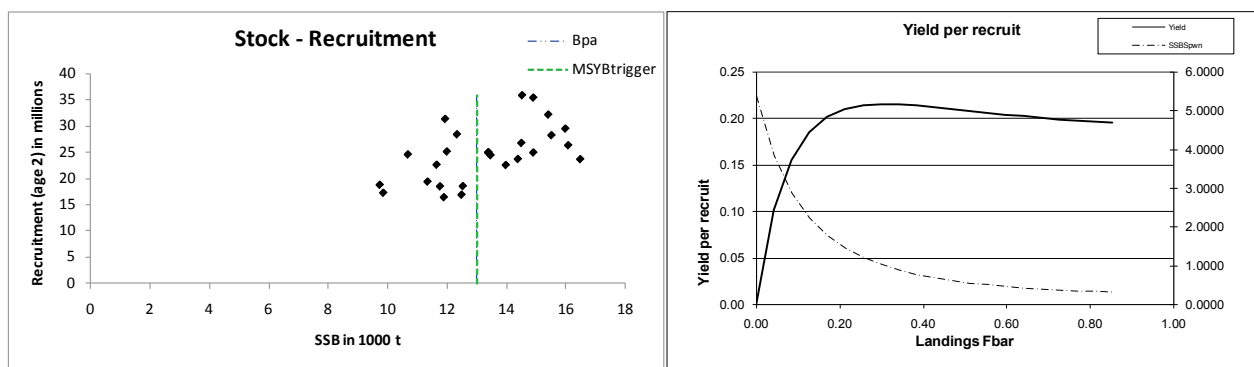 Stock - Recruitment
Bpa
MSYBtrigger
Recruitment (age 2) in millions
40
35
30
25
20
15
10
5
0
0 2 4 6 8 10 12 14 16 18
SSB in 1000 t
Yield per recruit
Yield
SSBSpwn
Yield per recruit
0.25
0.20
0.15
0.10
0.05
0.00
6.0000
5.0000
4.0000
3.0000
2.0000
1.0000
0.0000
0.00 0.20 0.40 0.60 0.80 1.00
Landings Fbar